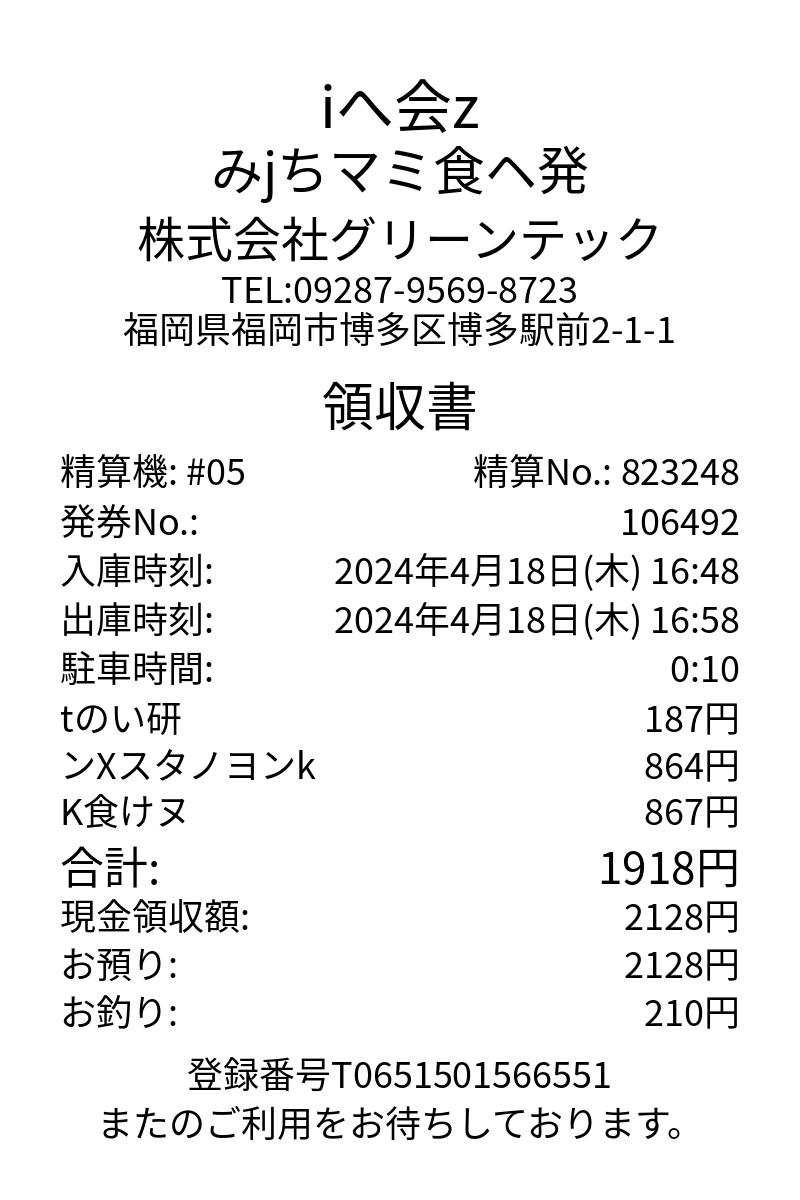 iへ会z
みjちマミ食へ発
株式会社グリーンテック
TEL:09287-9569-8723
福岡県福岡市博多区博多駅前2-1-1
領収書
精算機: #05 精算No.: 823248
発券No.: 106492
入庫時刻: 2024年4月18日(木) 16:48
出庫時刻: 2024年4月18日(木) 16:58
駐車時間: 0:10
tのい研 187円
ンXスタノヨンk 864円
K食けヌ 867円
合計: 1918円
現金領収額: 2128円
お預り: 2128円
お釣り: 210円
登録番号T0651501566551
またのご利用をお待ちしております。